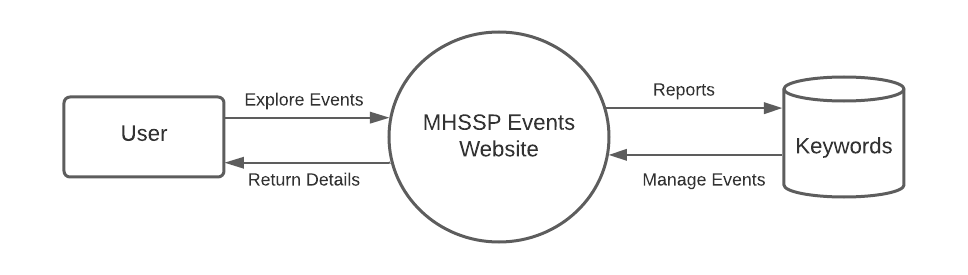 Explore Events
User
Return Details
MHSSP Events
Website
Reports
Manage Events
Keywords